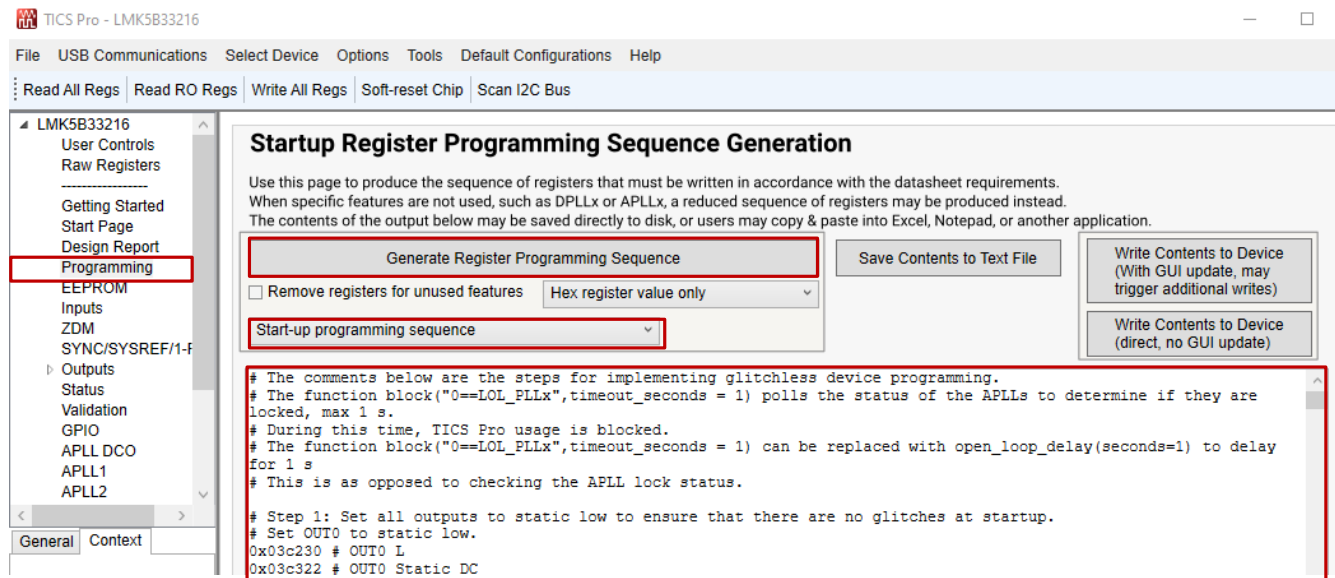 TICS Pro - LMK5B33216
File USB Communications Select Device Options Tools Default Configurations Help
Read All Regs Read RO Regs Write All Regs Soft-reset Chip Scan I2C Bus
LMK5B33216
User Controls
Raw Registers
-----------------
Getting Started
Start Page
Design Report
Programming
EEPROM
Inputs
ZDM
SYNC/SYSREF/1-F
Outputs
Status
Validation
GPIO
APLL DCO
APLL1
APLL2
General Context
Startup Register Programming Sequence Generation
Use this page to produce the sequence of registers that must be written in accordance with the datasheet requirements.
When specific features are not used, such as DPLLx or APLLx, a reduced sequence of registers may be produced instead.
The contents of the output below may be saved directly to disk, or users may copy & paste into Excel, Notepad, or another application.
Generate Register Programming Sequence
Remove registers for unused features
Hex register value only
Start-up programming sequence
Save Contents to Text File
Write Contents to Device
(With GUI update, may
trigger additional writes)
Write Contents to Device
(direct, no GUI update)
# The comments below are the steps for implementing glitchless device programming.
# The function block("0==LOL_PLLx",timeout_seconds = 1) polls the status of the APLLs to determine if they are
locked, max 1 s.
# During this time, TICS Pro usage is blocked.
# The function block("0==LOL_PLLx",timeout_seconds = 1) can be replaced with open_loop_delay(seconds=1) to delay
for 1 s
# This is as opposed to checking the APLL lock status.
# Step 1: Set all outputs to static low to ensure that there are no glitches at startup.
# Set OUT0 to static low.
0x03c230 # OUT0 L
0x03c322 # OUT0 Static DC